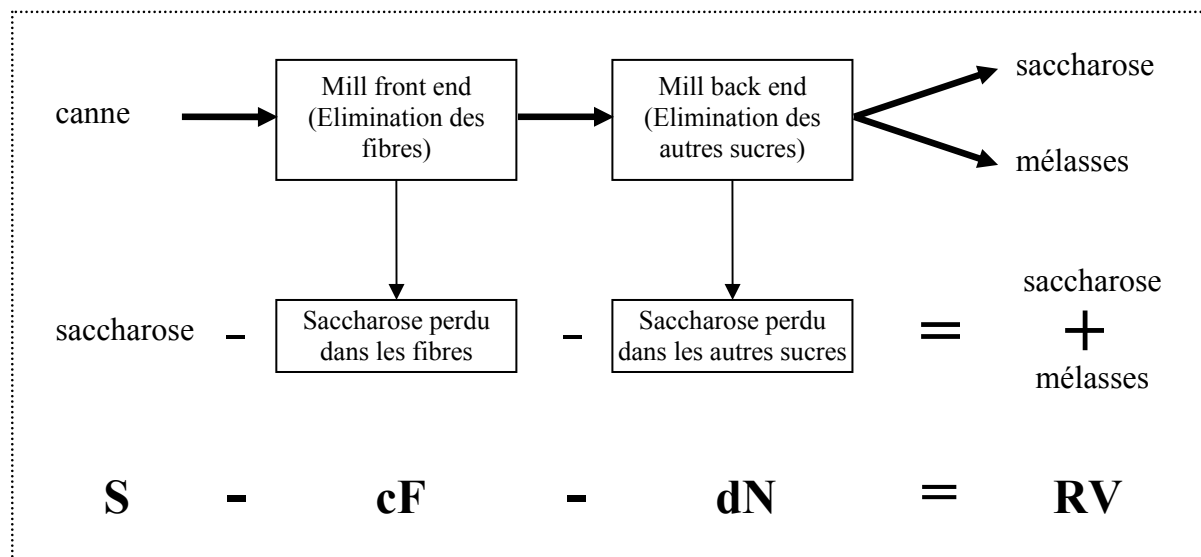 canne
Mill front end
(Elimination des
fibres)
Mill back end
(Elimination des
autres sucres)
saccharose
mélasses
saccharose
-
Saccharose perdu
dans les fibres
-
Saccharose perdu
dans les autres sucres
=
saccharose
+
mélasses
S - cF - dN = RV